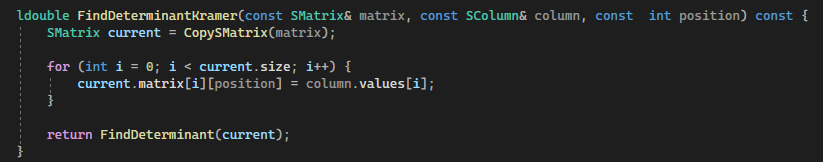 ldouble FindDeterminantKramer(const SMatrix& matrix, const SColumn& column, const  int position) const {
    SMatrix current = CopySMatrix(matrix);

    for (int i = 0; i < current.size; i++) {
        current.matrix[i][position] = column.values[i];
    }

    return FindDeterminant(current);
}